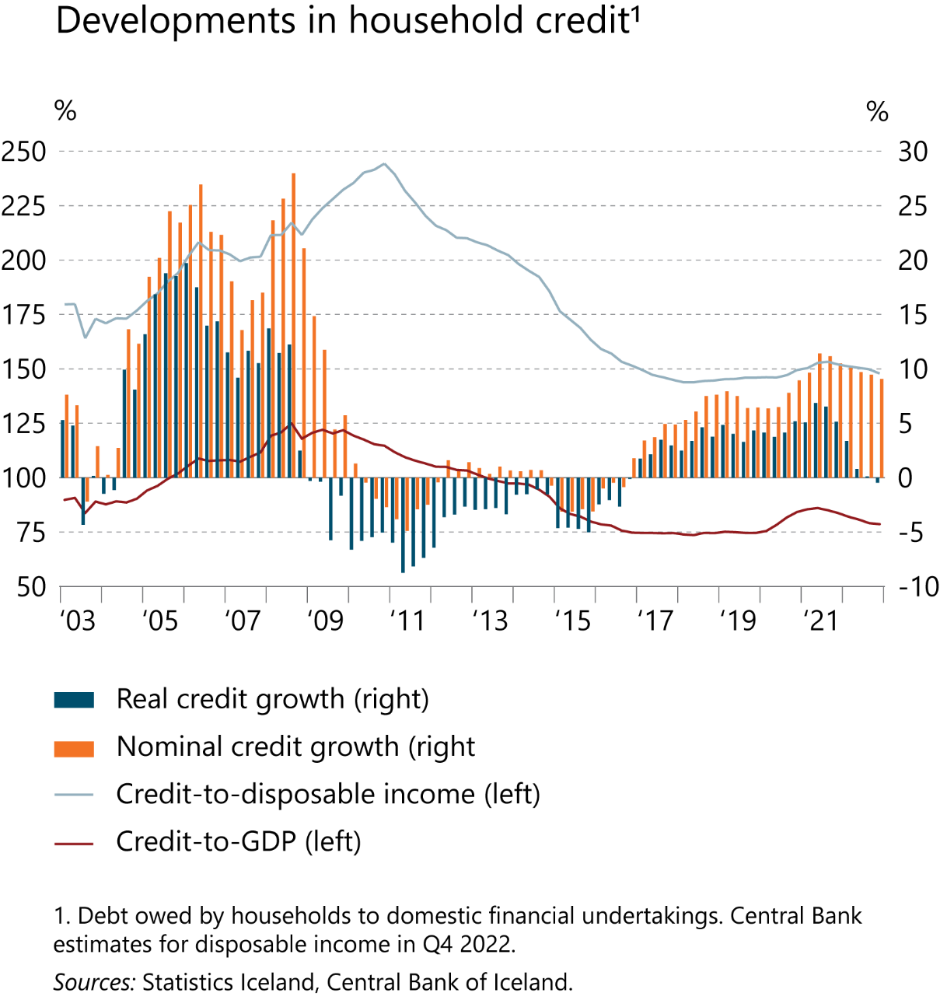 Developments in household credit¹
% %
250 30
225 25
200 20
175 15
150 10
125 5
100 0
75 -5
50 -10
‘03 ‘05 ‘07 ‘09 ‘11 ‘13 ‘15 ‘17 ‘19 ‘21
Real credit growth (right)
Nominal credit growth (right
Credit-to-disposable income (left)
Credit-to-GDP (left)
1. Debt owed by households to domestic financial undertakings. Central Bank
estimates for disposable income in Q4 2022.
Sources: Statistics Iceland, Central Bank of Iceland.